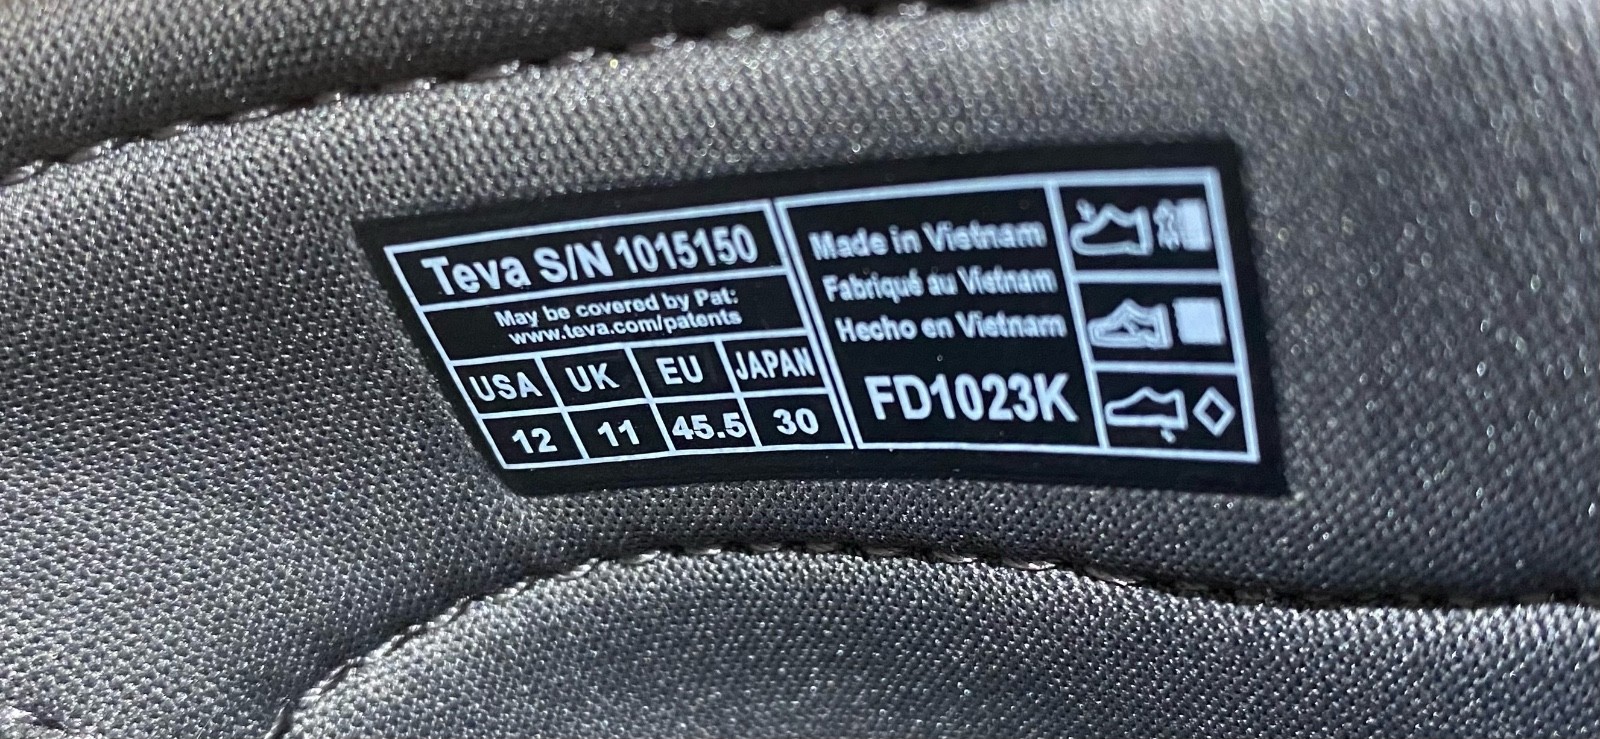 Teva S/N 1015150
May be covered by Pat:
www.teva.com/patents
USA UK EU JAPAN
12 11 45.5 30
Made in Vietnam
Fabriqué au Vietnam
Hecho en Vietnam
FD1023K